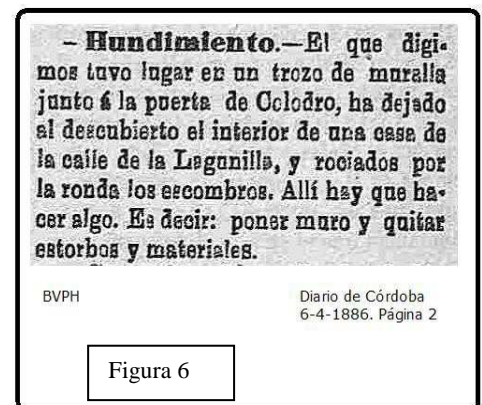 – Hundimiento.—El que digi-
mos tuvo lugar en un trozo de muralla
junto á la puerta de Colodro, ha dejado
al descubierto el interior de una casa de
la calle de la Lagunilla, y rociados por
la ronda los escombros. Allí hay que ha-
cer algo. Es decir: poner muro y quitar
estorbos y materiales.
BVPH
Diario de Córdoba
6-4-1886. Página 2
Figura 6